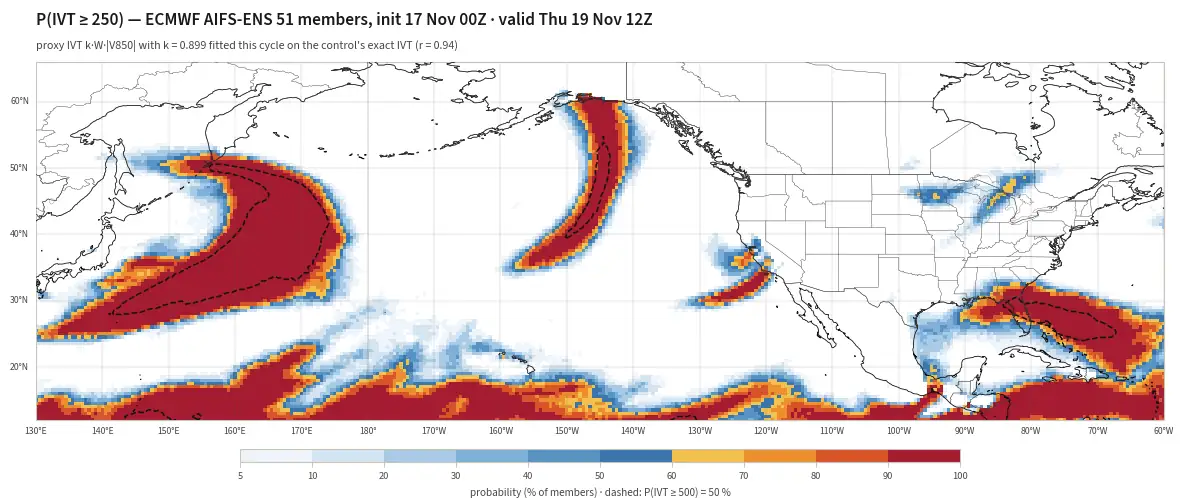 P(IVT ≥ 250) — ECMWF AIFS-ENS 51 members, init 17 Nov 00Z · valid Thu 19 Nov 12Z
proxy IVT k·W·|V850| with k = 0.899 fitted this cycle on the control's exact IVT (r = 0.94)
60°N
50°N
40°N
30°N
20°N
130°E 140°E 150°E 160°E 170°E 180° 170°W 160°W 150°W 140°W 130°W 120°W 110°W 100°W 90°W 80°W 70°W 60°W
5 10 20 30 40 50 60 70 80 90 100
probability (% of members) · dashed: P(IVT ≥ 500) = 50 %